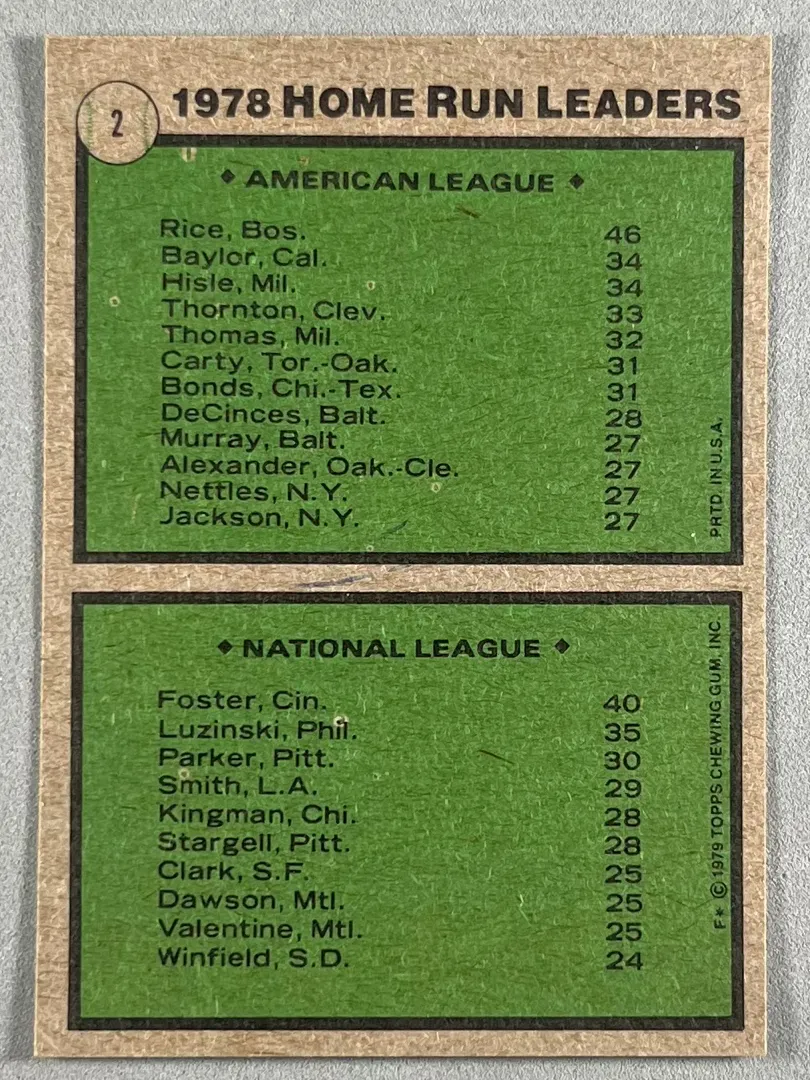 2
1978 HOME RUN LEADERS
AMERICAN LEAGUE
Rice, Bos. 46
Baylor, Cal. 34
Hisle, Mil. 34
Thornton, Clev. 33
Thomas, Mil. 32
Carty, Tor.-Oak. 31
Bonds, Chi.-Tex. 31
DeCinces, Balt. 28
Murray, Balt. 27
Alexander, Oak.-Cle. 27
Nettles, N.Y. 27
Jackson, N.Y. 27
PRTD. IN U.S.A.
NATIONAL LEAGUE
Foster, Cin. 40
Luzinski, Phil. 35
Parker, Pitt. 30
Smith, L.A. 29
Kingman, Chi. 28
Stargell, Pitt. 28
Clark, S.F. 25
Dawson, Mtl. 25
Valentine, Mtl. 25
Winfield, S.D. 24
F* © 1979 TOPPS CHEWING GUM, INC.